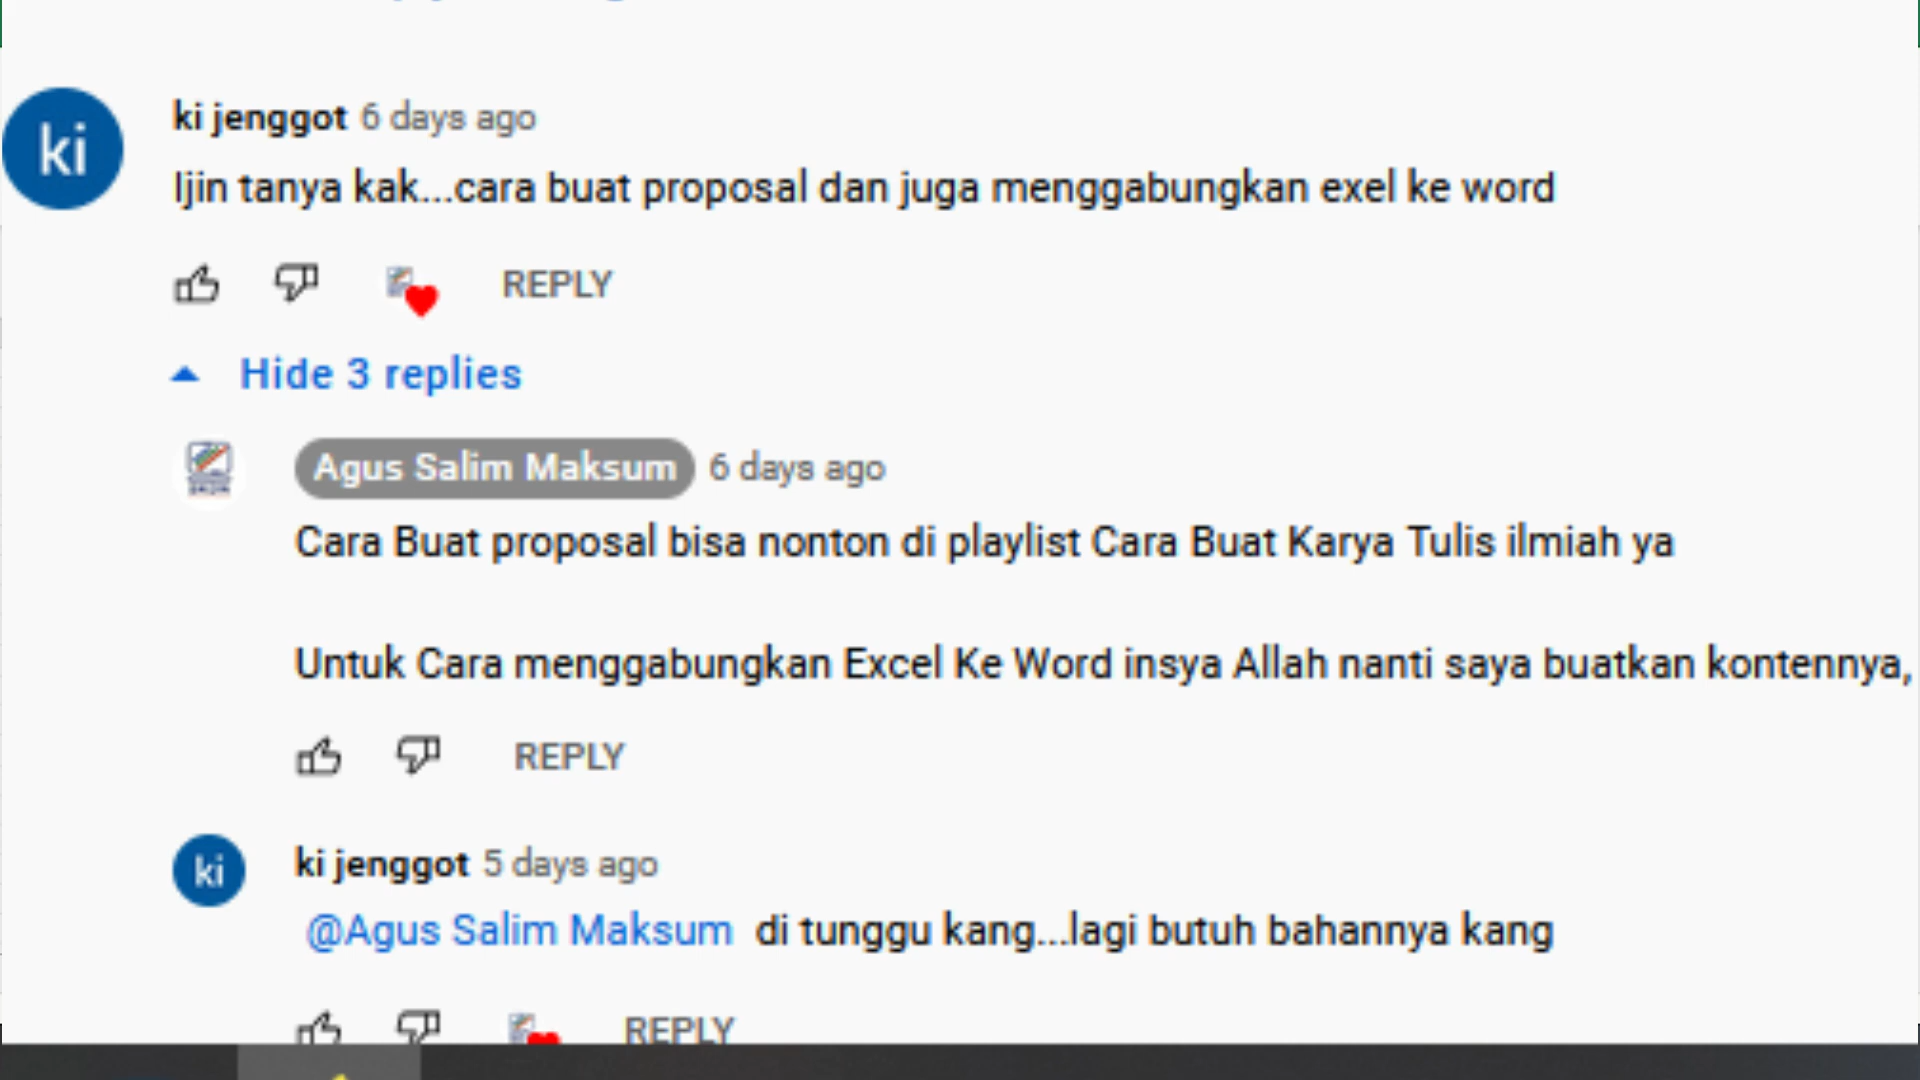 ki jenggot 6 days ago
ki
Ijin tanya kak...cara buat proposal dan juga menggabungkan exel ke word
REPLY
Hide 3 replies
Agus Salim Maksum 6 days ago
Cara Buat proposal bisa nonton di playlist Cara Buat Karya Tulis ilmiah ya
Untuk Cara menggabungkan Excel Ke Word insya Allah nanti saya buatkan kontennya,
REPLY
ki jenggot 5 days ago
ki
@Agus Salim Maksum di tunggu kang...lagi butuh bahannya kang
REPLY